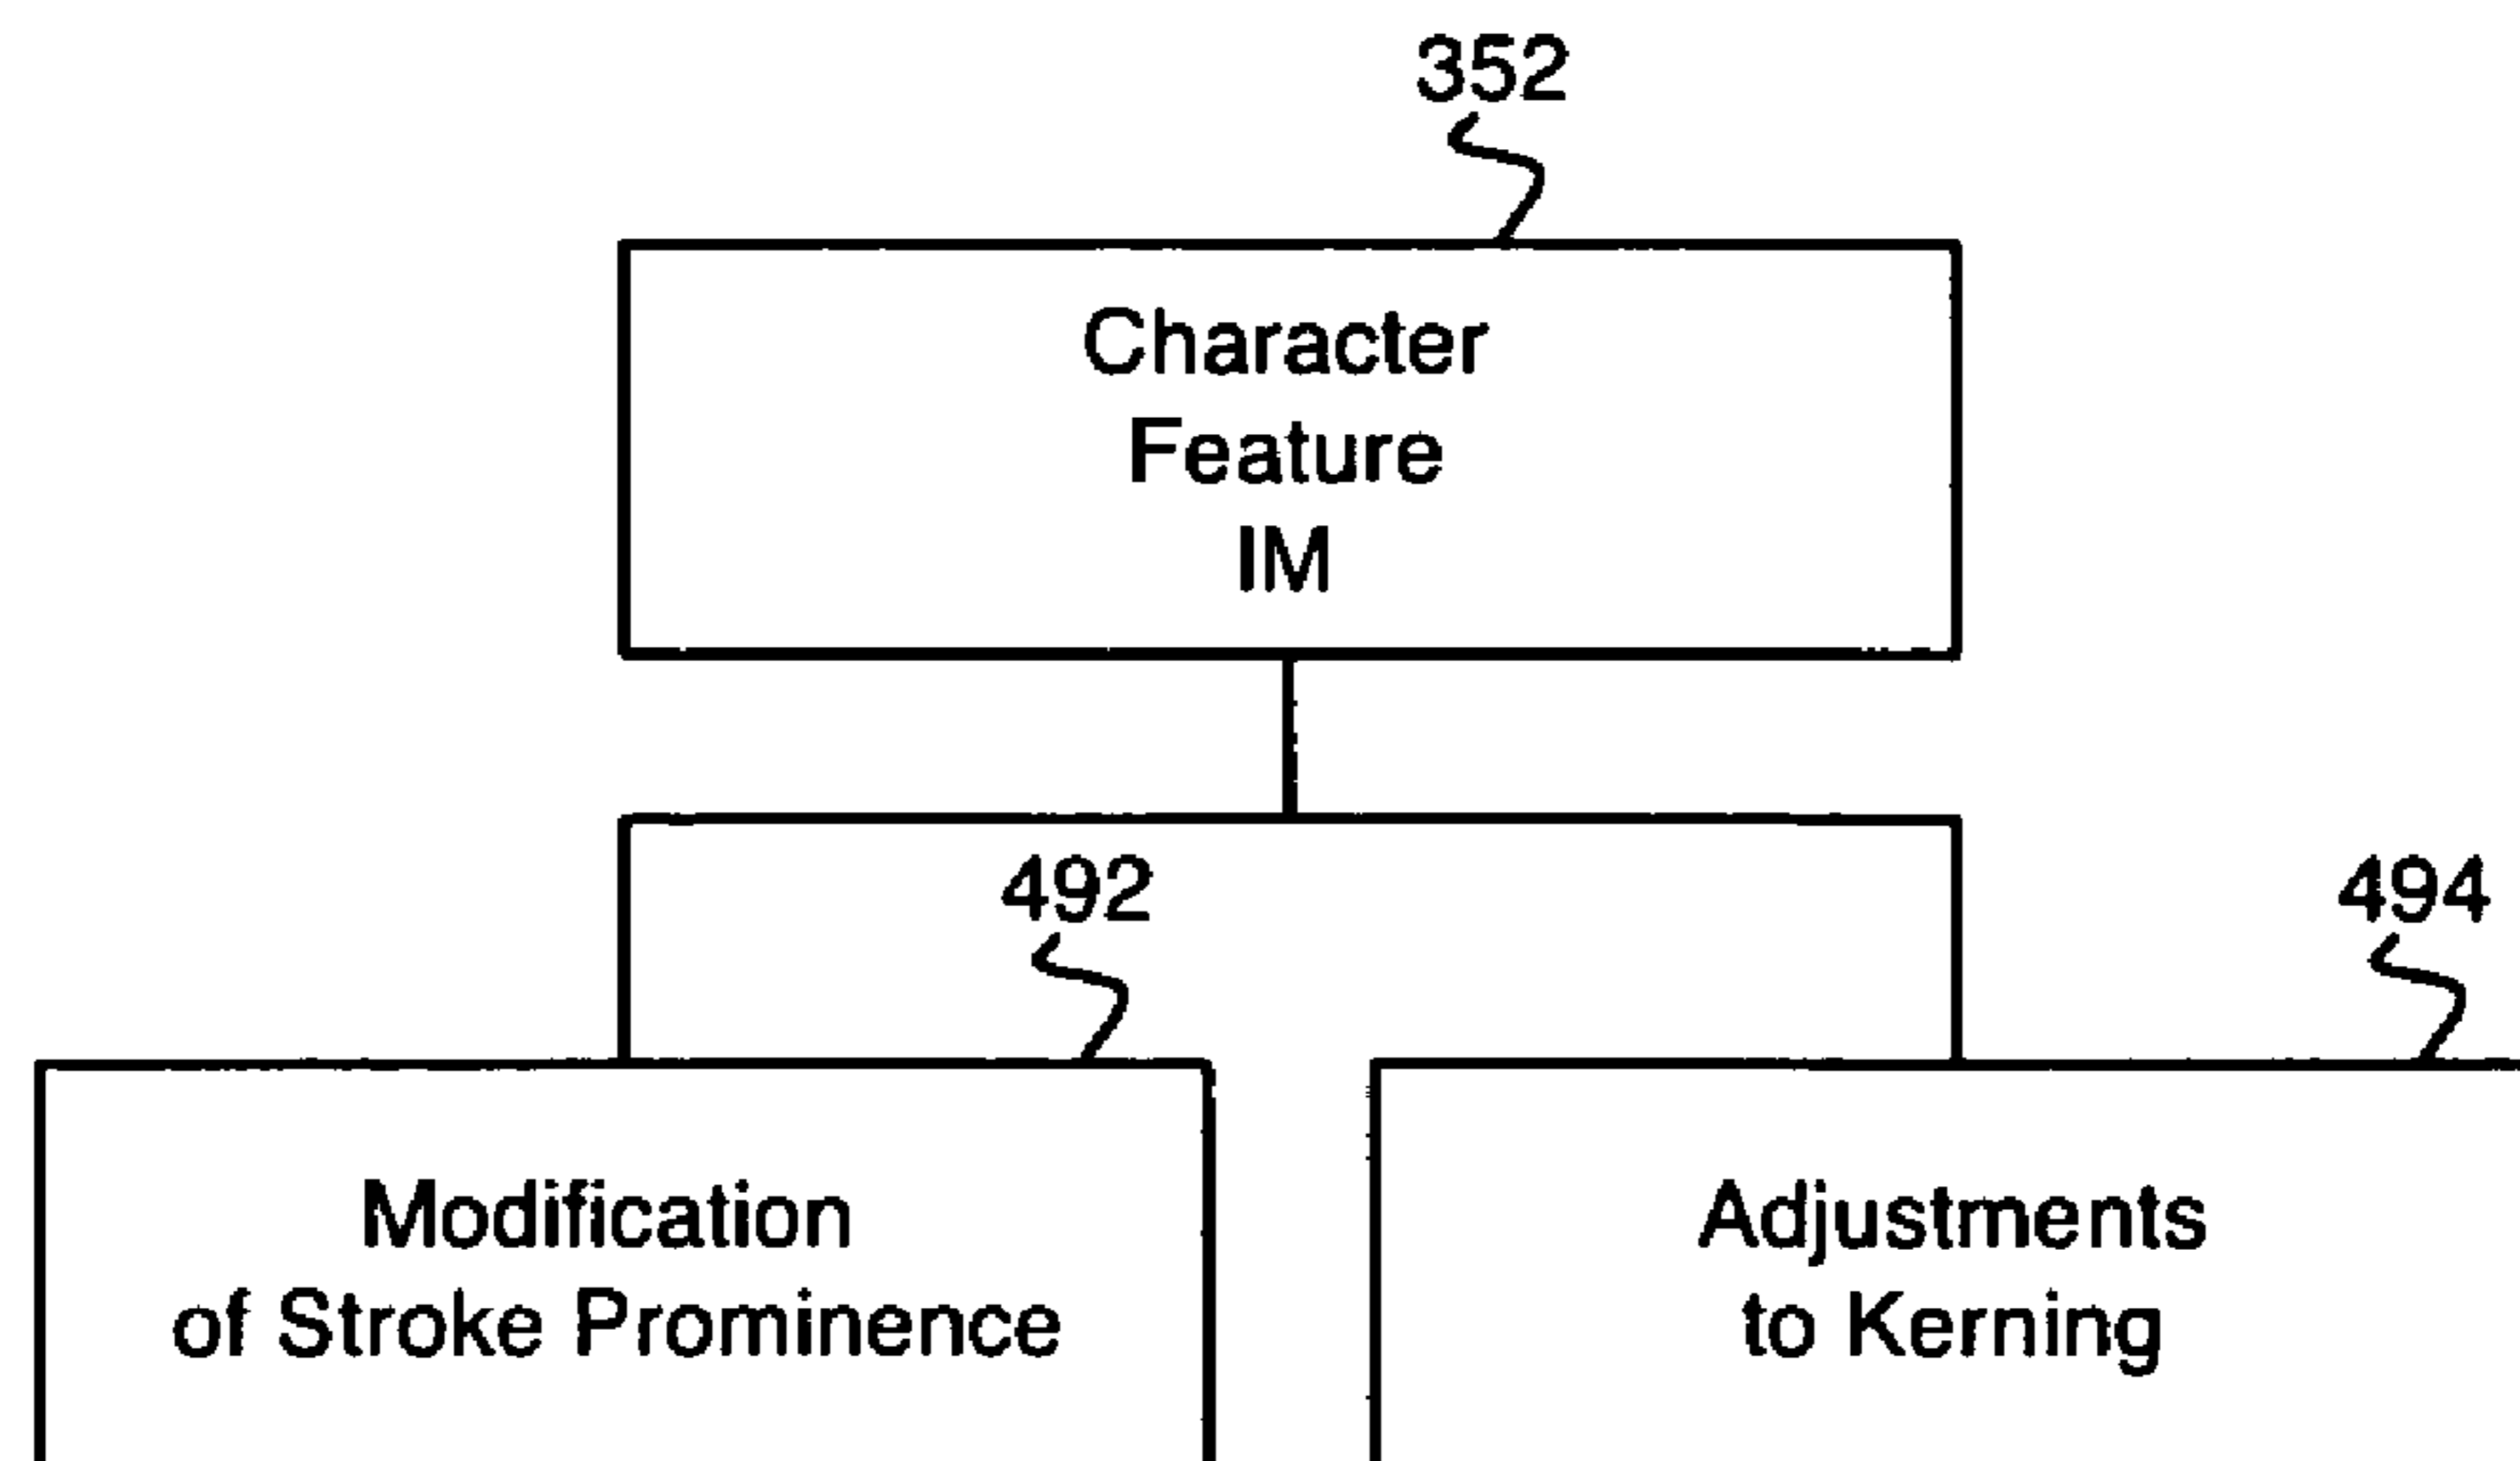 352
Character
Feature
IM
492
494
Modification
of Stroke Prominence
Adjustments
to Kerning